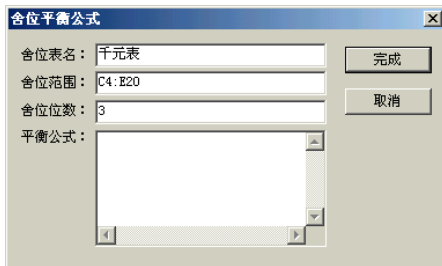 舍位平衡公式
舍位表名： 千元表
完成
舍位范围： C4:E20
取消
舍位位数： 3
平衡公式：